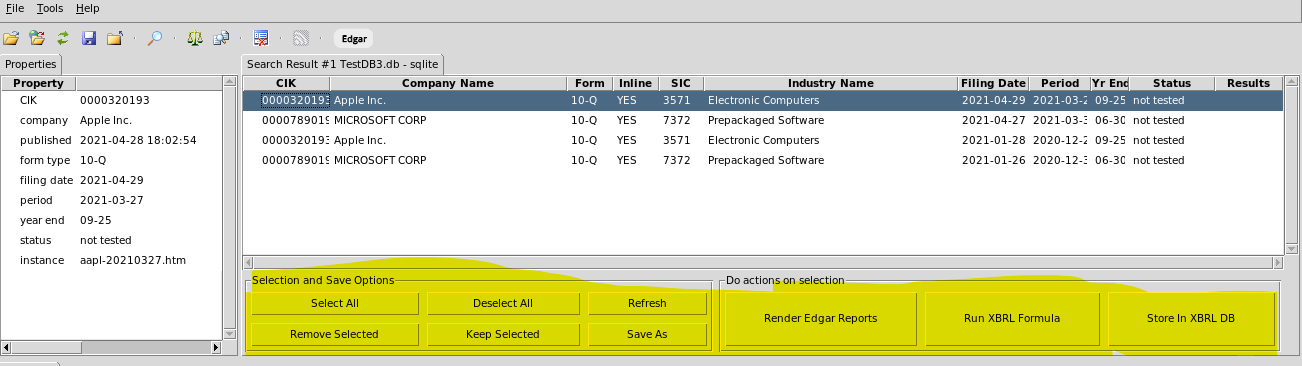 File Tools Help
Edgar
Properties
Search Result #1 TestDB3.db - sqlite
Property
CIK 0000320193
company Apple Inc.
published 2021-04-28 18:02:54
form type 10-Q
filing date 2021-04-29
period 2021-03-27
year end 09-25
status not tested
instance aapl-20210327.htm
CIK Company Name Form Inline SIC Industry Name Filing Date Period Yr End Status Results
0000320193 Apple Inc. 10-Q YES 3571 Electronic Computers 2021-04-29 2021-03-2 09-25 not tested
0000789019 MICROSOFT CORP 10-Q YES 7372 Prepackaged Software 2021-04-27 2021-03-3 06-30 not tested
0000320193 Apple Inc. 10-Q YES 3571 Electronic Computers 2021-01-28 2020-12-2 09-25 not tested
0000789019 MICROSOFT CORP 10-Q YES 7372 Prepackaged Software 2021-01-26 2020-12-3 06-30 not tested
Selection and Save Options
Select All Deselect All Refresh
Remove Selected Keep Selected Save As
Do actions on selection
Render Edgar Reports Run XBRL Formula Store In XBRL DB